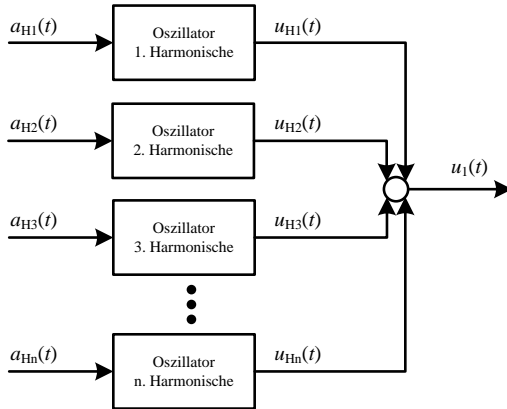 a_H1(t)
Oszillator
1. Harmonische
u_H1(t)
a_H2(t)
Oszillator
2. Harmonische
u_H2(t)
u_1(t)
a_H3(t)
Oszillator
3. Harmonische
u_H3(t)
a_Hn(t)
Oszillator
n. Harmonische
u_Hn(t)